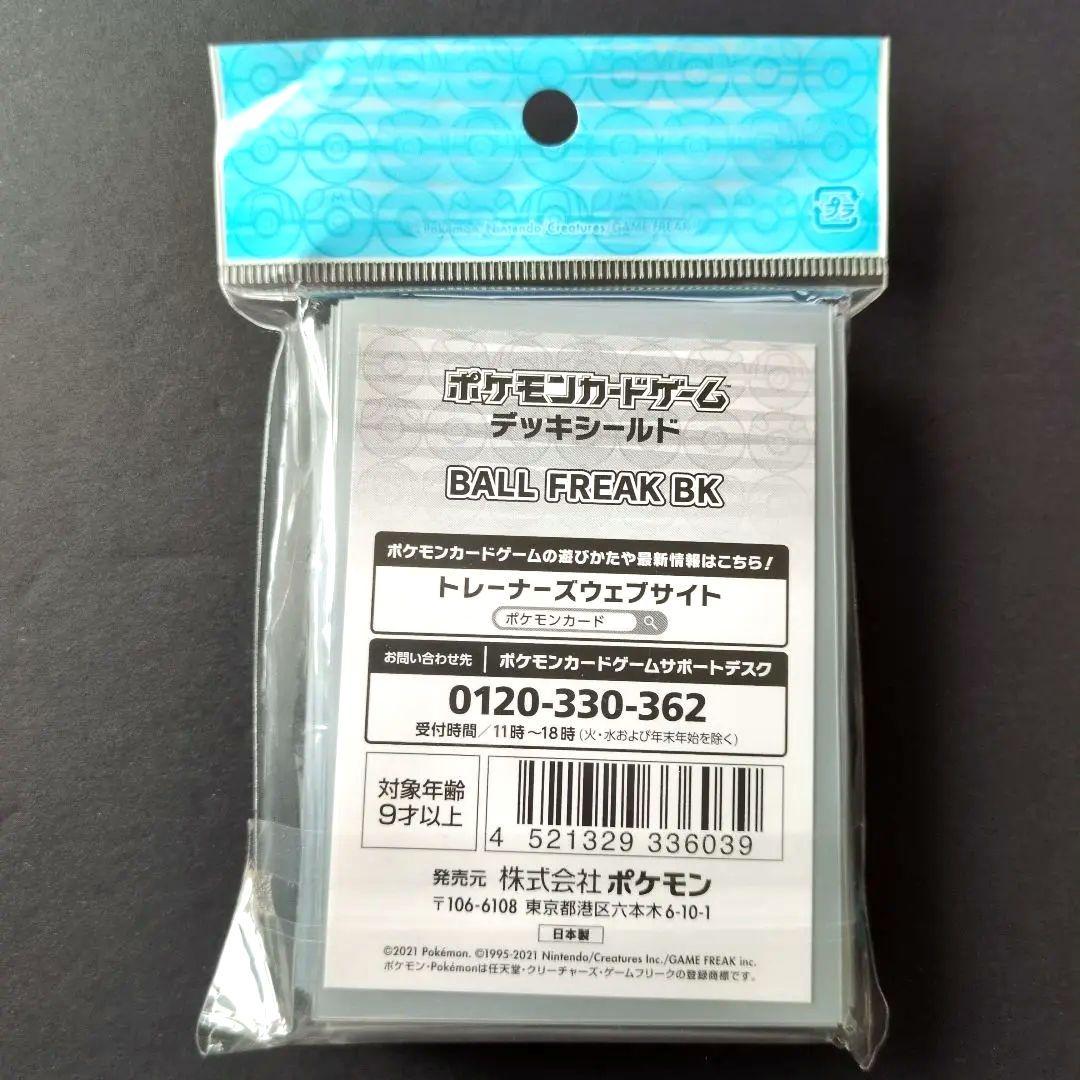 プラ
©Pokémon/Nintendo/Creatures/GAME FREAK
ポケモンカードゲーム™
デッキシールド
BALL FREAK BK
ポケモンカードゲームの遊びかたや最新情報はこちら!
トレーナーズウェブサイト
ポケモンカード
お問い合わせ先 ポケモンカードゲームサポートデスク
0120-330-362
受付時間/11時~18時(火・水および年末年始を除く)
対象年齢
9才以上
4 521329 336039
発売元 株式会社ポケモン
〒106-6108 東京都港区六本木6-10-1
日本製
©2021 Pokémon. ©1995-2021 Nintendo/Creatures Inc./GAME FREAK inc.
ポケモン・Pokémonは任天堂・クリーチャーズ・ゲームフリークの登録商標です。